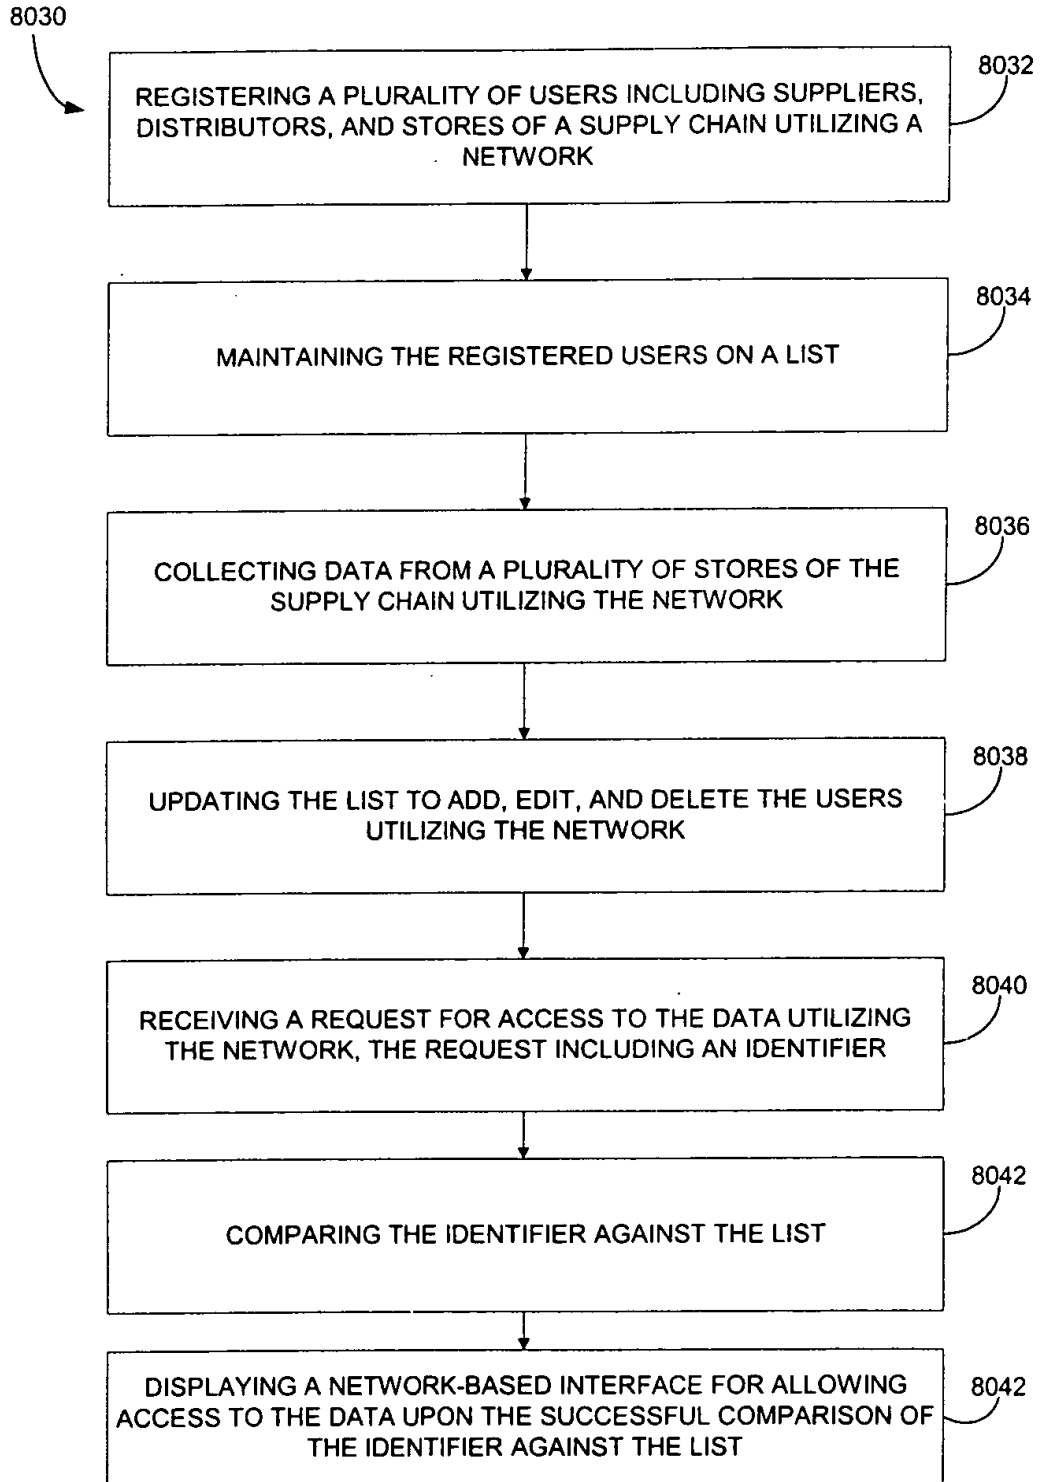 8030
8032
REGISTERING A PLURALITY OF USERS INCLUDING SUPPLIERS,
DISTRIBUTORS, AND STORES OF A SUPPLY CHAIN UTILIZING A
NETWORK
8034
MAINTAINING THE REGISTERED USERS ON A LIST
8036
COLLECTING DATA FROM A PLURALITY OF STORES OF THE
SUPPLY CHAIN UTILIZING THE NETWORK
8038
UPDATING THE LIST TO ADD, EDIT, AND DELETE THE USERS
UTILIZING THE NETWORK
8040
RECEIVING A REQUEST FOR ACCESS TO THE DATA UTILIZING
THE NETWORK, THE REQUEST INCLUDING AN IDENTIFIER
8042
COMPARING THE IDENTIFIER AGAINST THE LIST
8042
DISPLAYING A NETWORK-BASED INTERFACE FOR ALLOWING
ACCESS TO THE DATA UPON THE SUCCESSFUL COMPARISON OF
THE IDENTIFIER AGAINST THE LIST